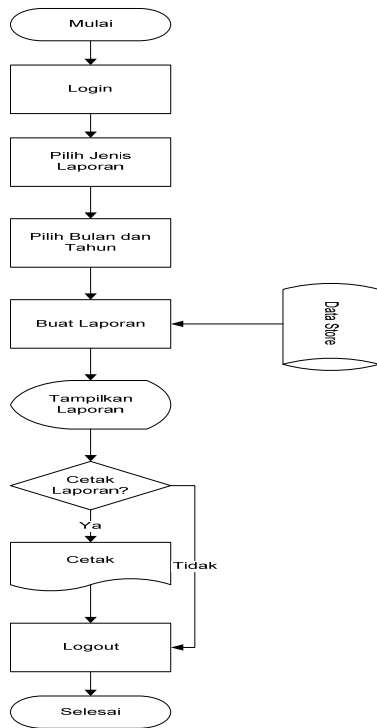 Mulai
Login
Pilih Jenis
Laporan
Pilih Bulan dan
Tahun
Buat Laporan
Data Store
Tampilkan
Laporan
Cetak
Laporan?
Ya
Cetak
Tidak
Logout
Selesai